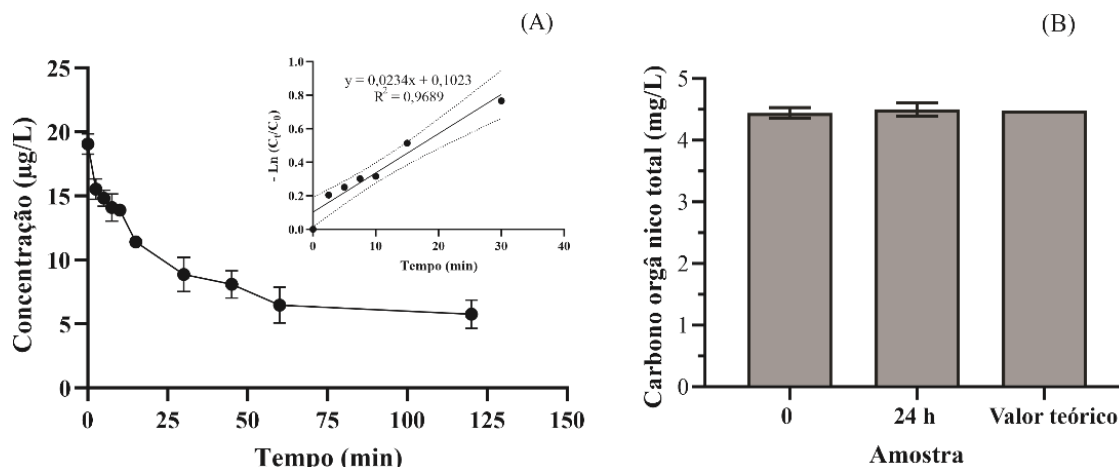 (A)
Concentração (µg/L)
25
20
15
10
5
0
0 25 50 75 100 125 150
Tempo (min)
- Ln (Ct/C0)
1.0
0.8
0.6
0.4
0.2
0.0
y = 0,0234x + 0,1023
R2 = 0,9689
0 10 20 30 40
Tempo (min)
(B)
Carbono orgâ nico total (mg/L)
5
4
3
2
1
0
0 24 h Valor teórico
Amostra